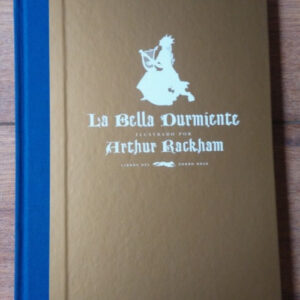 La Bella Durmiente
ILUSTRADO POR
Arthur Rackham
LIBROS DEL ZORRO ROJO